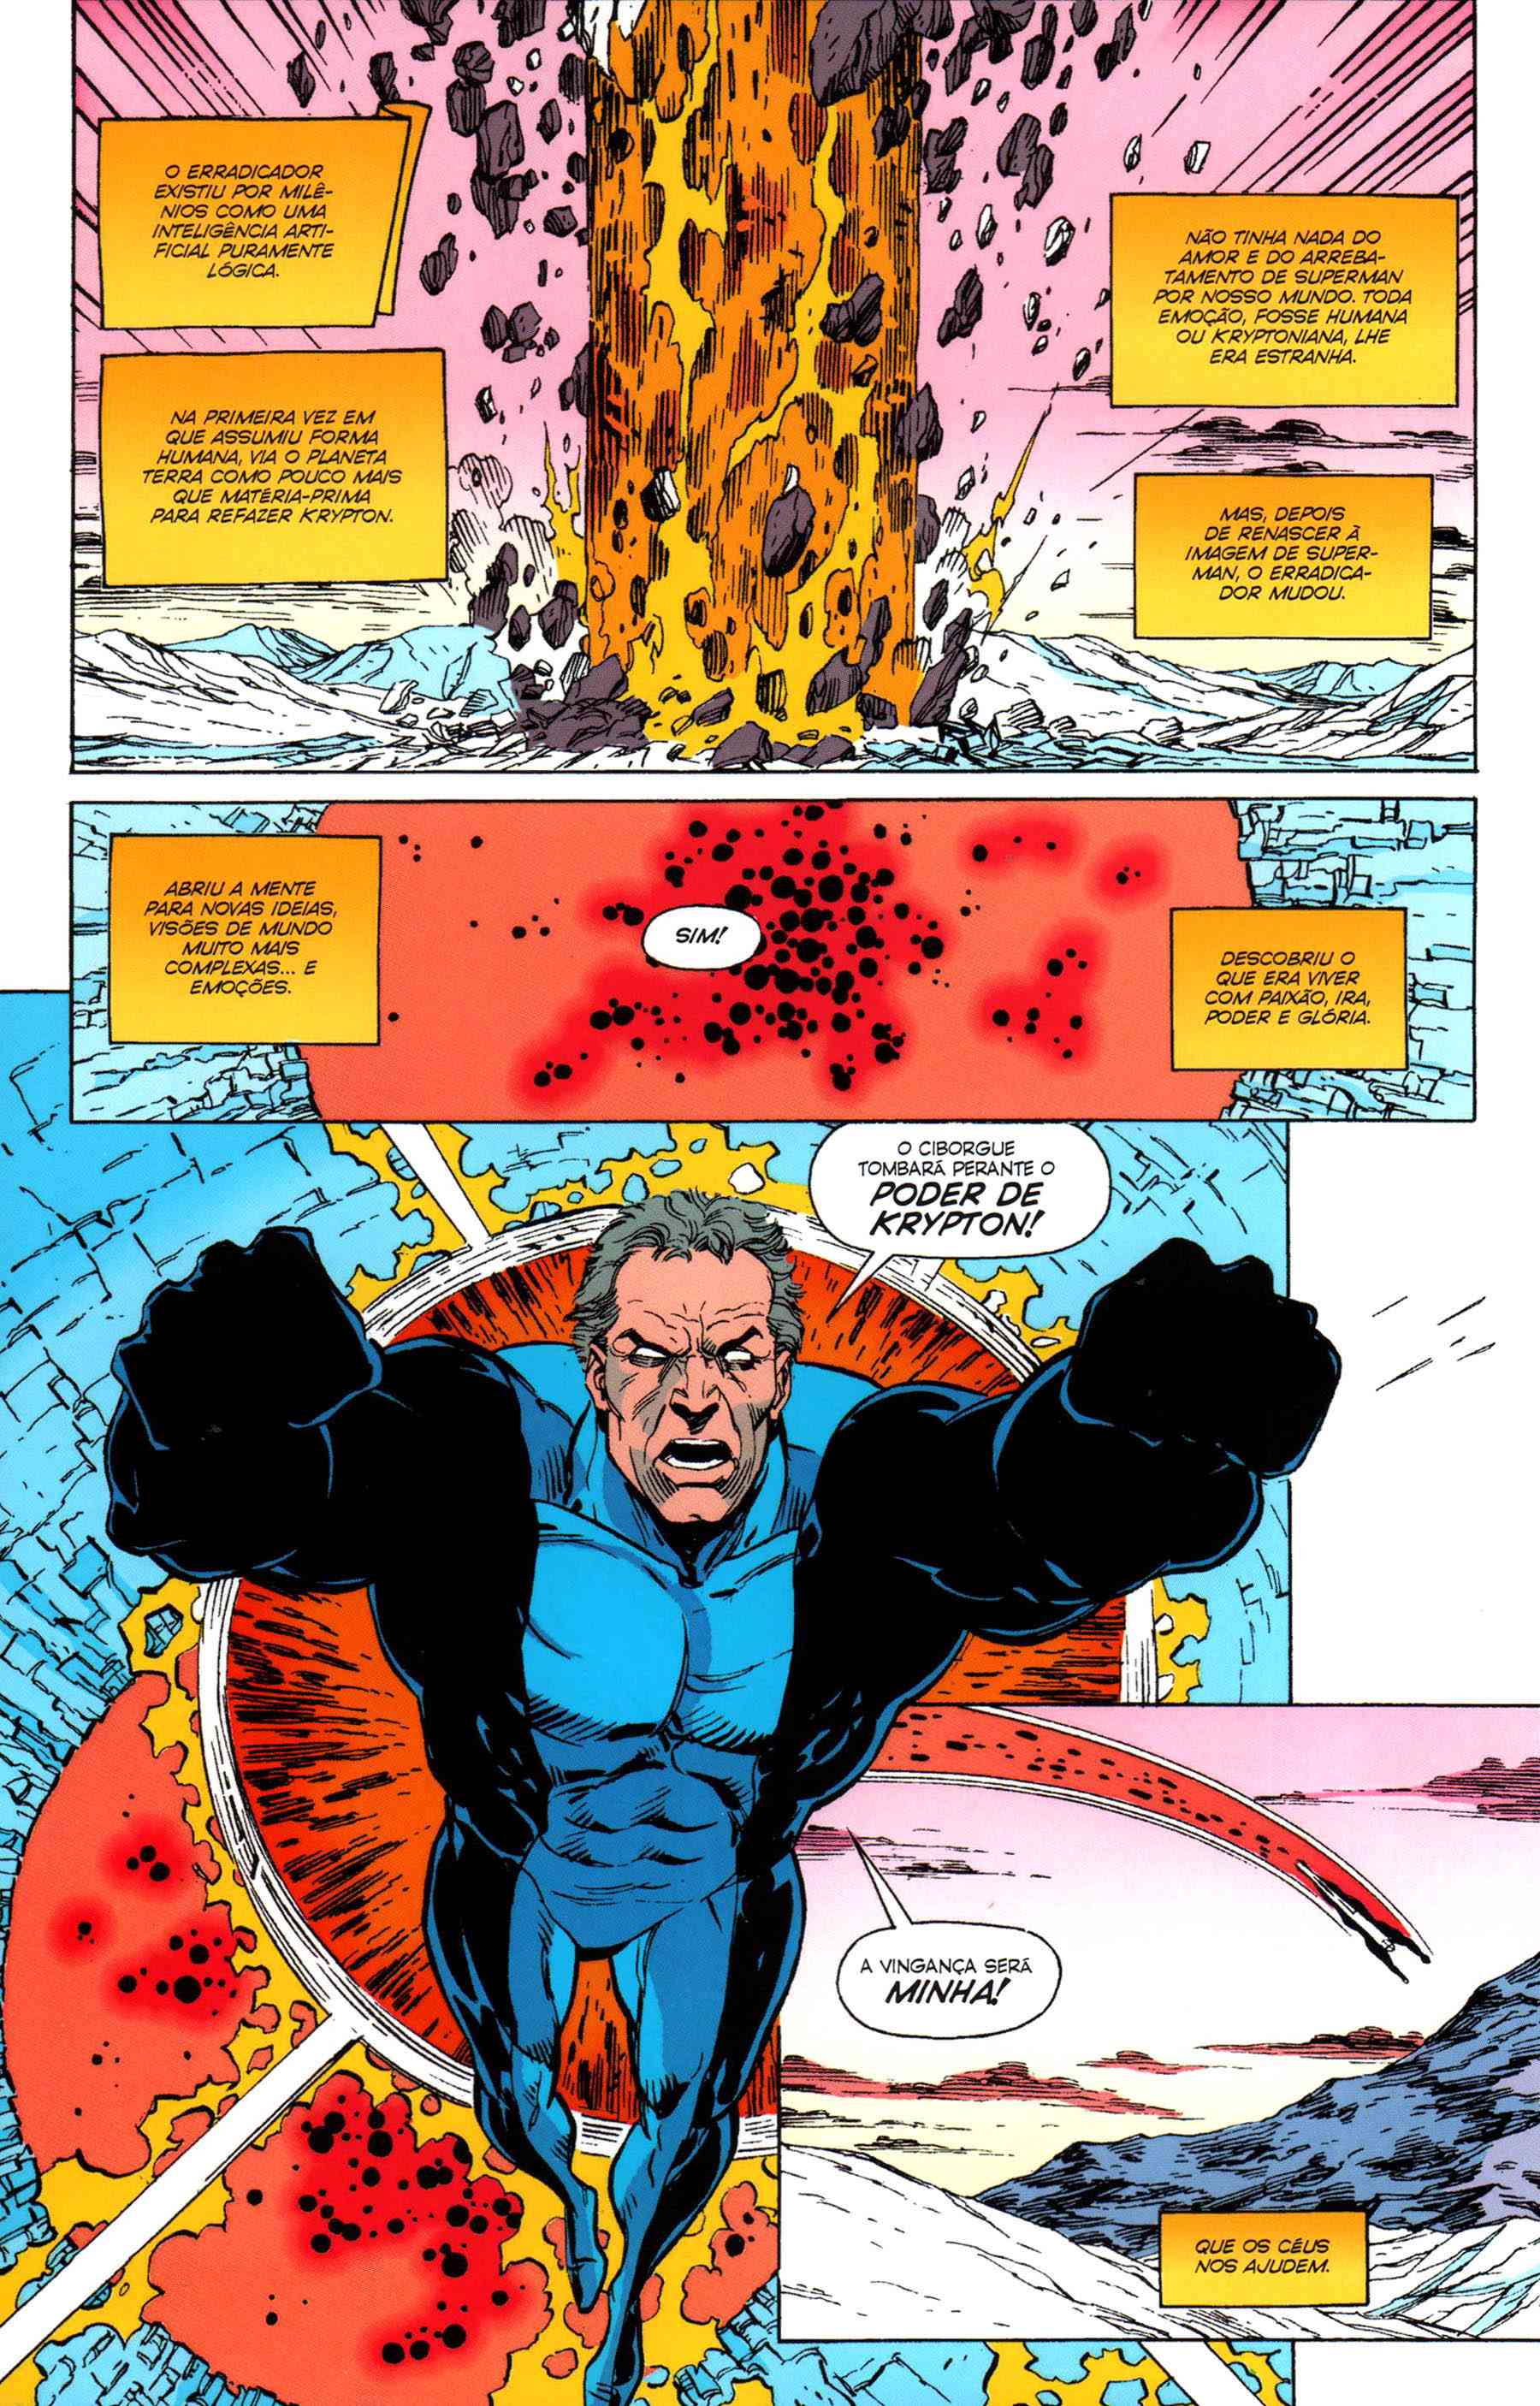 O ERRADICADOR
EXISTIU POR MILÊ-
NIOS COMO UMA
INTELIGÊNCIA ARTI-
FICIAL PURAMENTE
LÓGICA.
NA PRIMEIRA VEZ EM
QUE ASSUMIU FORMA
HUMANA, VIA O PLANETA
TERRA COMO POUCO MAIS
QUE MATÉRIA-PRIMA
PARA REFAZER KRYPTON.
NÃO TINHA NADA DO
AMOR E DO ARREBA-
TAMENTO DE SUPERMAN
POR NOSSO MUNDO. TODA
EMOÇÃO, FOSSE HUMANA
OU KRYPTONIANA, LHE
ERA ESTRANHA.
MAS, DEPOIS
DE RENASCER À
IMAGEM DE SUPER-
MAN, O ERRADICA-
DOR MUDOU.
ABRIU A MENTE
PARA NOVAS IDEIAS,
VISÕES DE MUNDO
MUITO MAIS
COMPLEXAS... E
EMOÇÕES.
SIM!
DESCOBRIU O
QUE ERA VIVER
COM PAIXÃO, IRA,
PODER E GLÓRIA.
O CIBORGUE
TOMBARÁ PERANTE O
PODER DE
KRYPTON!
A VINGANÇA SERÁ
MINHA!
QUE OS CÉUS
NOS AJUDEM.